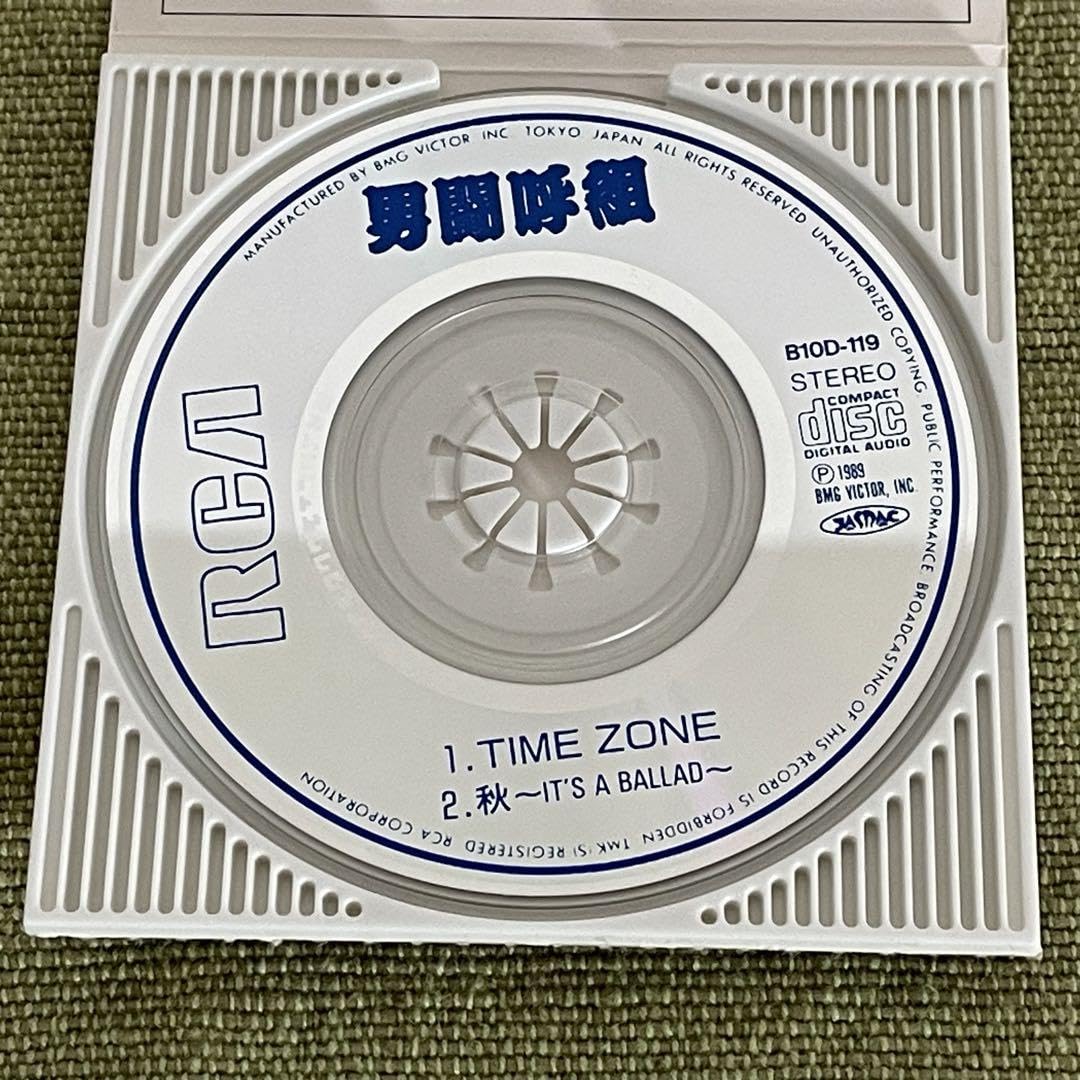 MANUFACTURED BY BMG VICTOR INC TOKYO JAPAN ALL RIGHTS RESERVED UNAUTHORIZED COPYING, PUBLIC PERFORMANCE BROADCASTING OF THIS RECORD IS FORBIDDEN TMK(S) REGISTERED RCA CORPORATION
男闘呼組
RCA
B10D-119
STEREO
COMPACT
disc
DIGITAL AUDIO
Ⓟ 1989
BMG VICTOR, INC.
JASRAC
1.TIME ZONE
2.秋〜IT'S A BALLAD〜